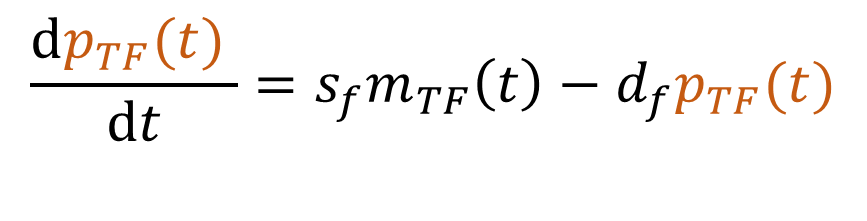 dp_TF(t)/dt = s_f m_TF(t) − d_f p_TF(t)